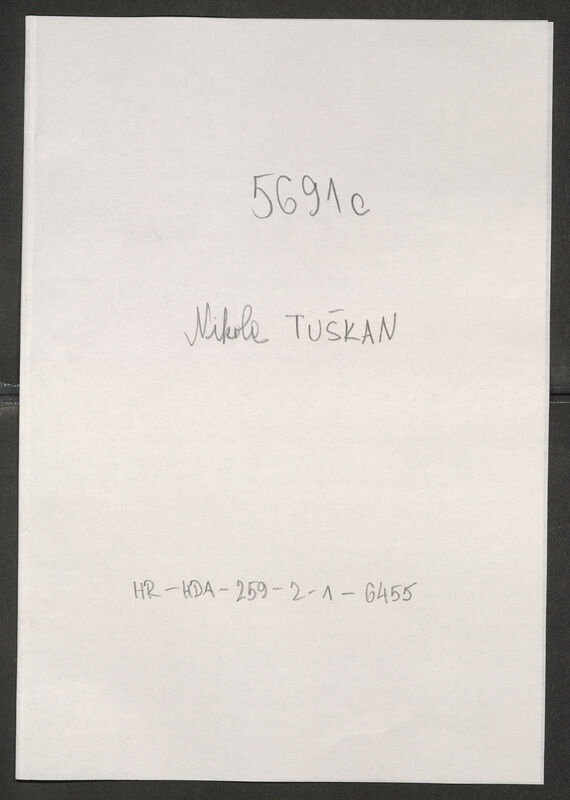 5691c
Nikola TUŠKAN
HR-HDA-259-2-1-6455